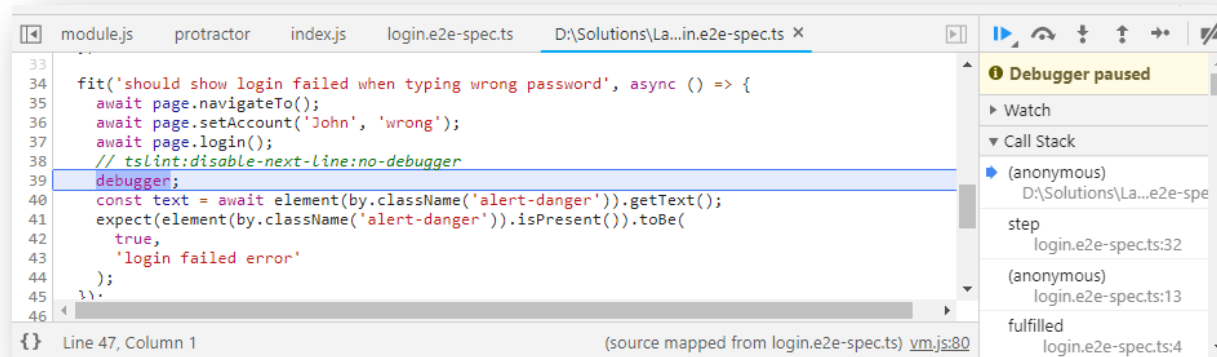 module.js protractor index.js login.e2e-spec.ts D:\Solutions\La...in.e2e-spec.ts ×
33
34 fit('should show login failed when typing wrong password', async () => {
35 await page.navigateTo();
36 await page.setAccount('John', 'wrong');
37 await page.login();
38 // tslint:disable-next-line:no-debugger
39 debugger;
40 const text = await element(by.className('alert-danger')).getText();
41 expect(element(by.className('alert-danger')).isPresent()).toBe(
42 true,
43 'login failed error'
44 );
45 });
46
{} Line 47, Column 1 (source mapped from login.e2e-spec.ts) vm.js:80
Debugger paused
Watch
Call Stack
(anonymous)
D:\Solutions\La...e2e-spe
step
login.e2e-spec.ts:32
(anonymous)
login.e2e-spec.ts:13
fulfilled
login.e2e-spec.ts:4